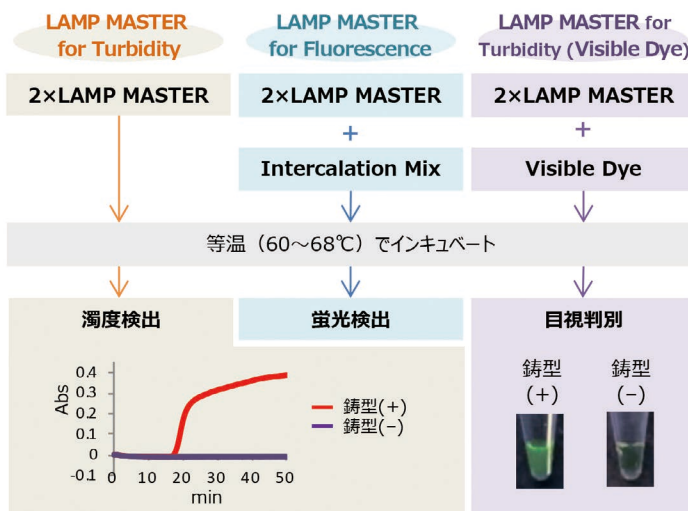 LAMP MASTER
for Turbidity
LAMP MASTER
for Fluorescence
LAMP MASTER for
Turbidity (Visible Dye)
2×LAMP MASTER
2×LAMP MASTER
2×LAMP MASTER
+
+
Intercalation Mix
Visible Dye
等温（60～68℃）でインキュベート
濁度検出
蛍光検出
目視判別
Abs
0.4
0.3
0.2
0.1
0
-0.1
0
10
20
30
40
50
min
鋳型(+)
鋳型(−)
鋳型
(+)
鋳型
(−)